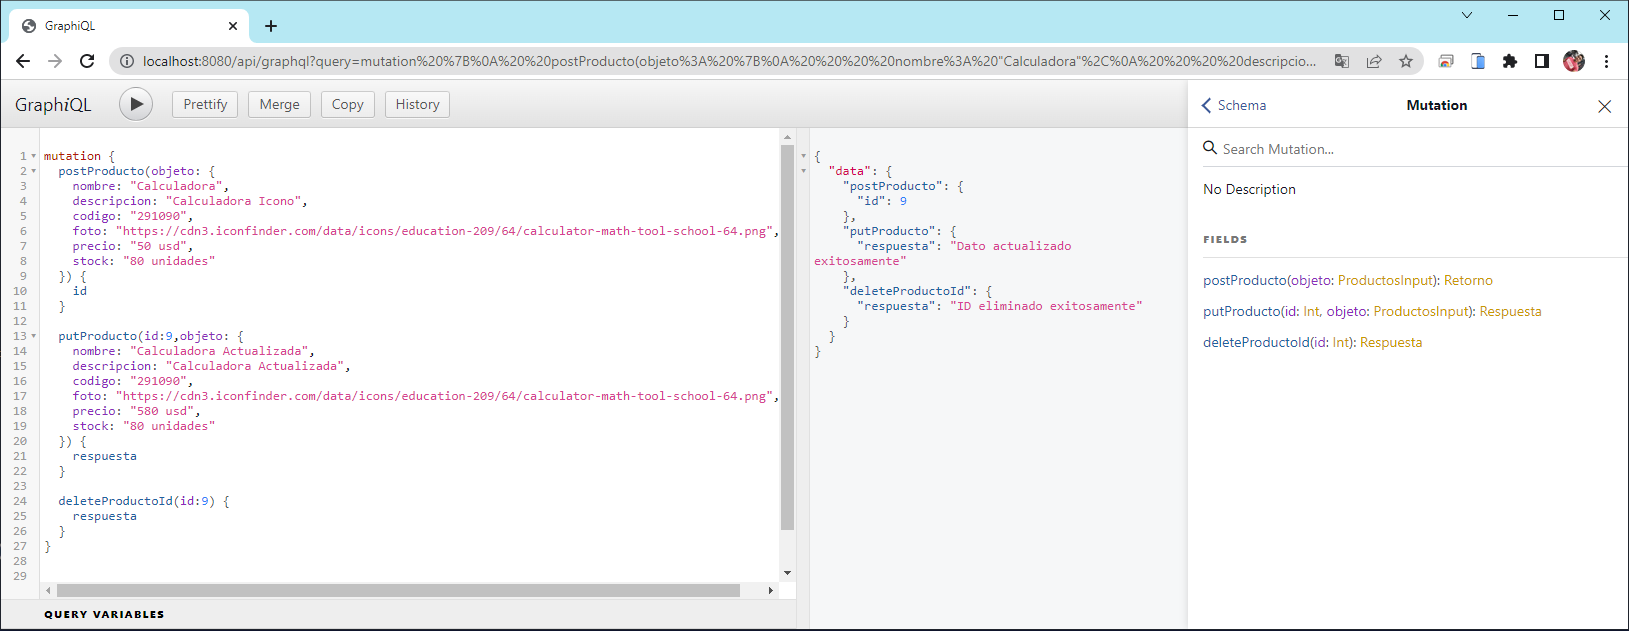 GraphiQL
localhost:8080/api/graphql?query=mutation%20%7B%0A%20%20postProducto(objeto%3A%20%7B%0A%20%20%20%20nombre%3A%20"Calculadora"%2C%0A%20%20%20%20descripcio...
GraphiQL
Prettify
Merge
Copy
History
1 mutation {
2 postProducto(objeto: {
3 nombre: "Calculadora",
4 descripcion: "Calculadora Icono",
5 codigo: "291090",
6 foto: "https://cdn3.iconfinder.com/data/icons/education-209/64/calculator-math-tool-school-64.png",
7 precio: "50 usd",
8 stock: "80 unidades"
9 }) {
10 id
11 }
12
13 putProducto(id:9,objeto: {
14 nombre: "Calculadora Actualizada",
15 descripcion: "Calculadora Actualizada",
16 codigo: "291090",
17 foto: "https://cdn3.iconfinder.com/data/icons/education-209/64/calculator-math-tool-school-64.png",
18 precio: "580 usd",
19 stock: "80 unidades"
20 }) {
21 respuesta
22 }
23
24 deleteProductoId(id:9) {
25 respuesta
26 }
27 }
28
29
QUERY VARIABLES
{
"data": {
"postProducto": {
"id": 9
},
"putProducto": {
"respuesta": "Dato actualizado
exitosamente"
},
"deleteProductoId": {
"respuesta": "ID eliminado exitosamente"
}
}
}
Schema
Mutation
Search Mutation...
No Description
FIELDS
postProducto(objeto: ProductosInput): Retorno
putProducto(id: Int, objeto: ProductosInput): Respuesta
deleteProductoId(id: Int): Respuesta